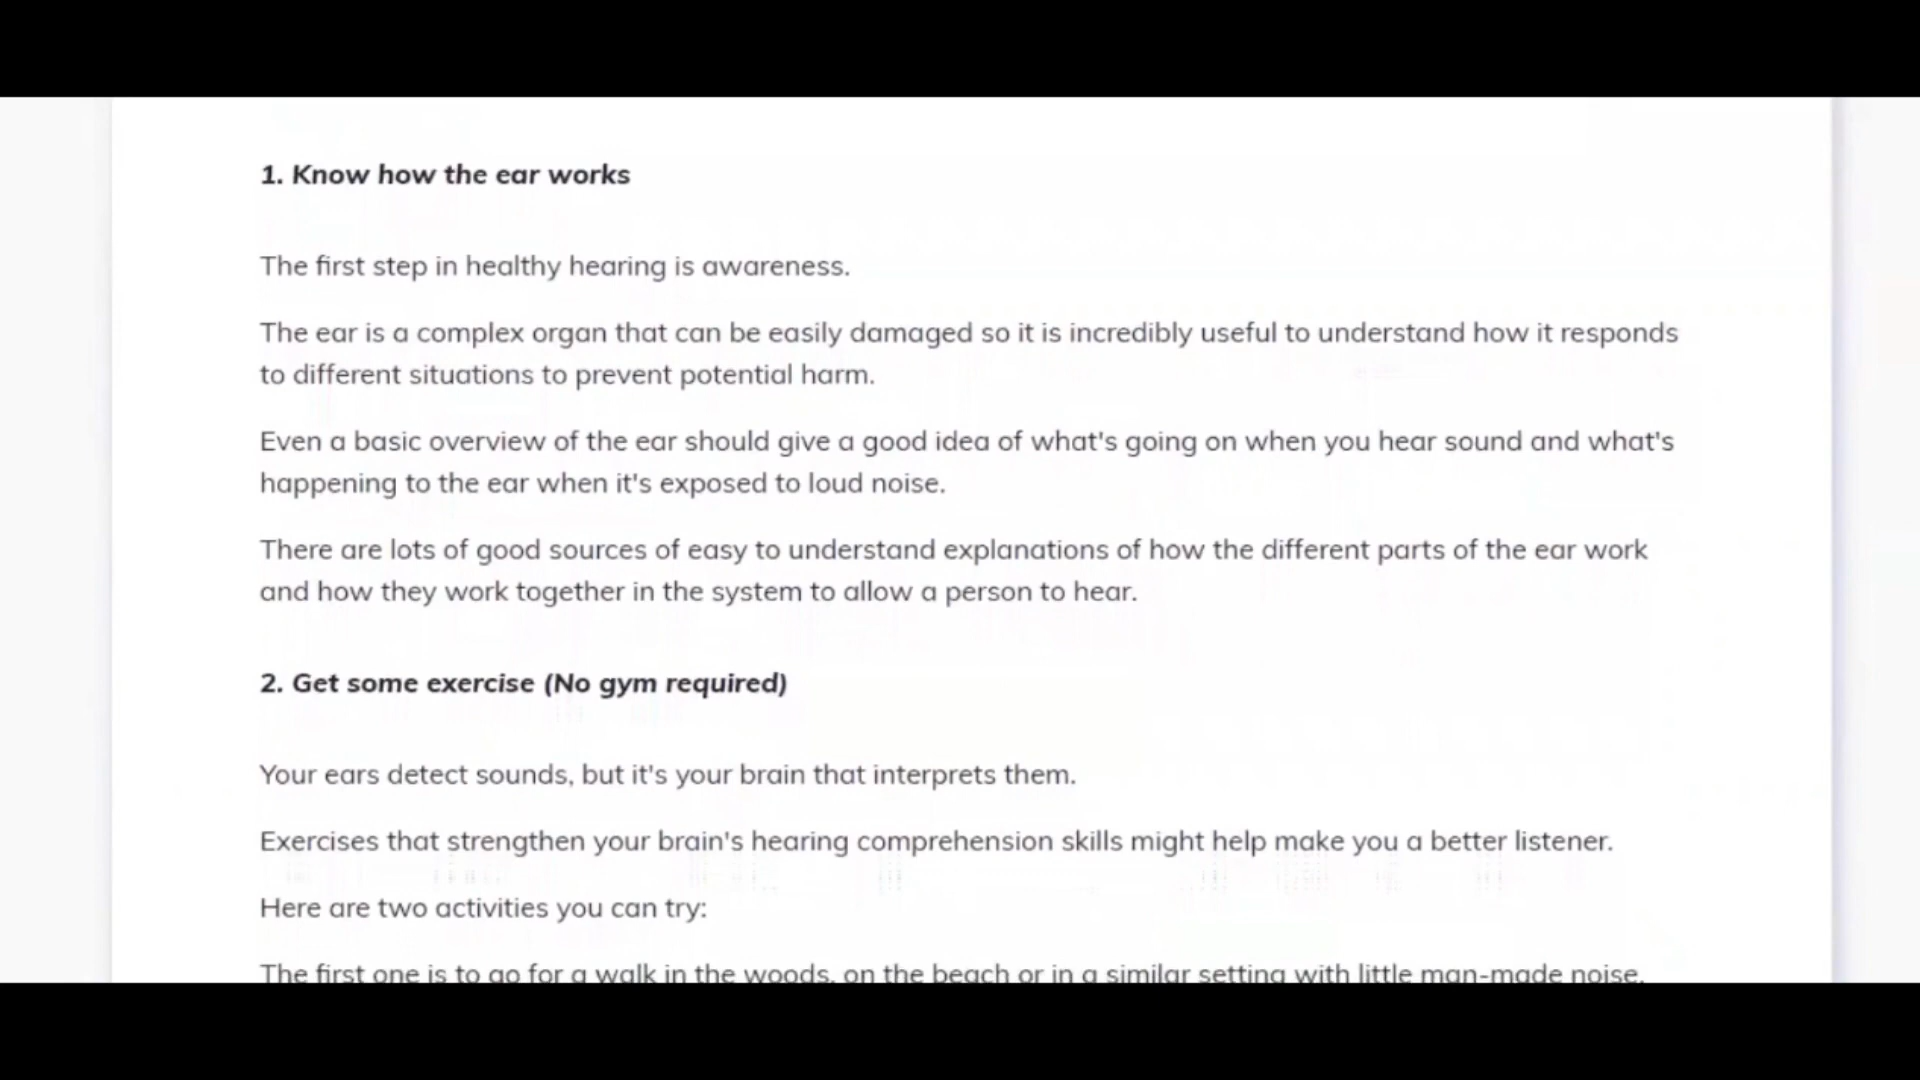 1. Know how the ear works
The first step in healthy hearing is awareness.
The ear is a complex organ that can be easily damaged so it is incredibly useful to understand how it responds
to different situations to prevent potential harm.
Even a basic overview of the ear should give a good idea of what's going on when you hear sound and what's
happening to the ear when it's exposed to loud noise.
There are lots of good sources of easy to understand explanations of how the different parts of the ear work
and how they work together in the system to allow a person to hear.
2. Get some exercise (No gym required)
Your ears detect sounds, but it's your brain that interprets them.
Exercises that strengthen your brain's hearing comprehension skills might help make you a better listener.
Here are two activities you can try:
The first one is to go for a walk in the woods, on the beach or in a similar setting with little man-made noise.